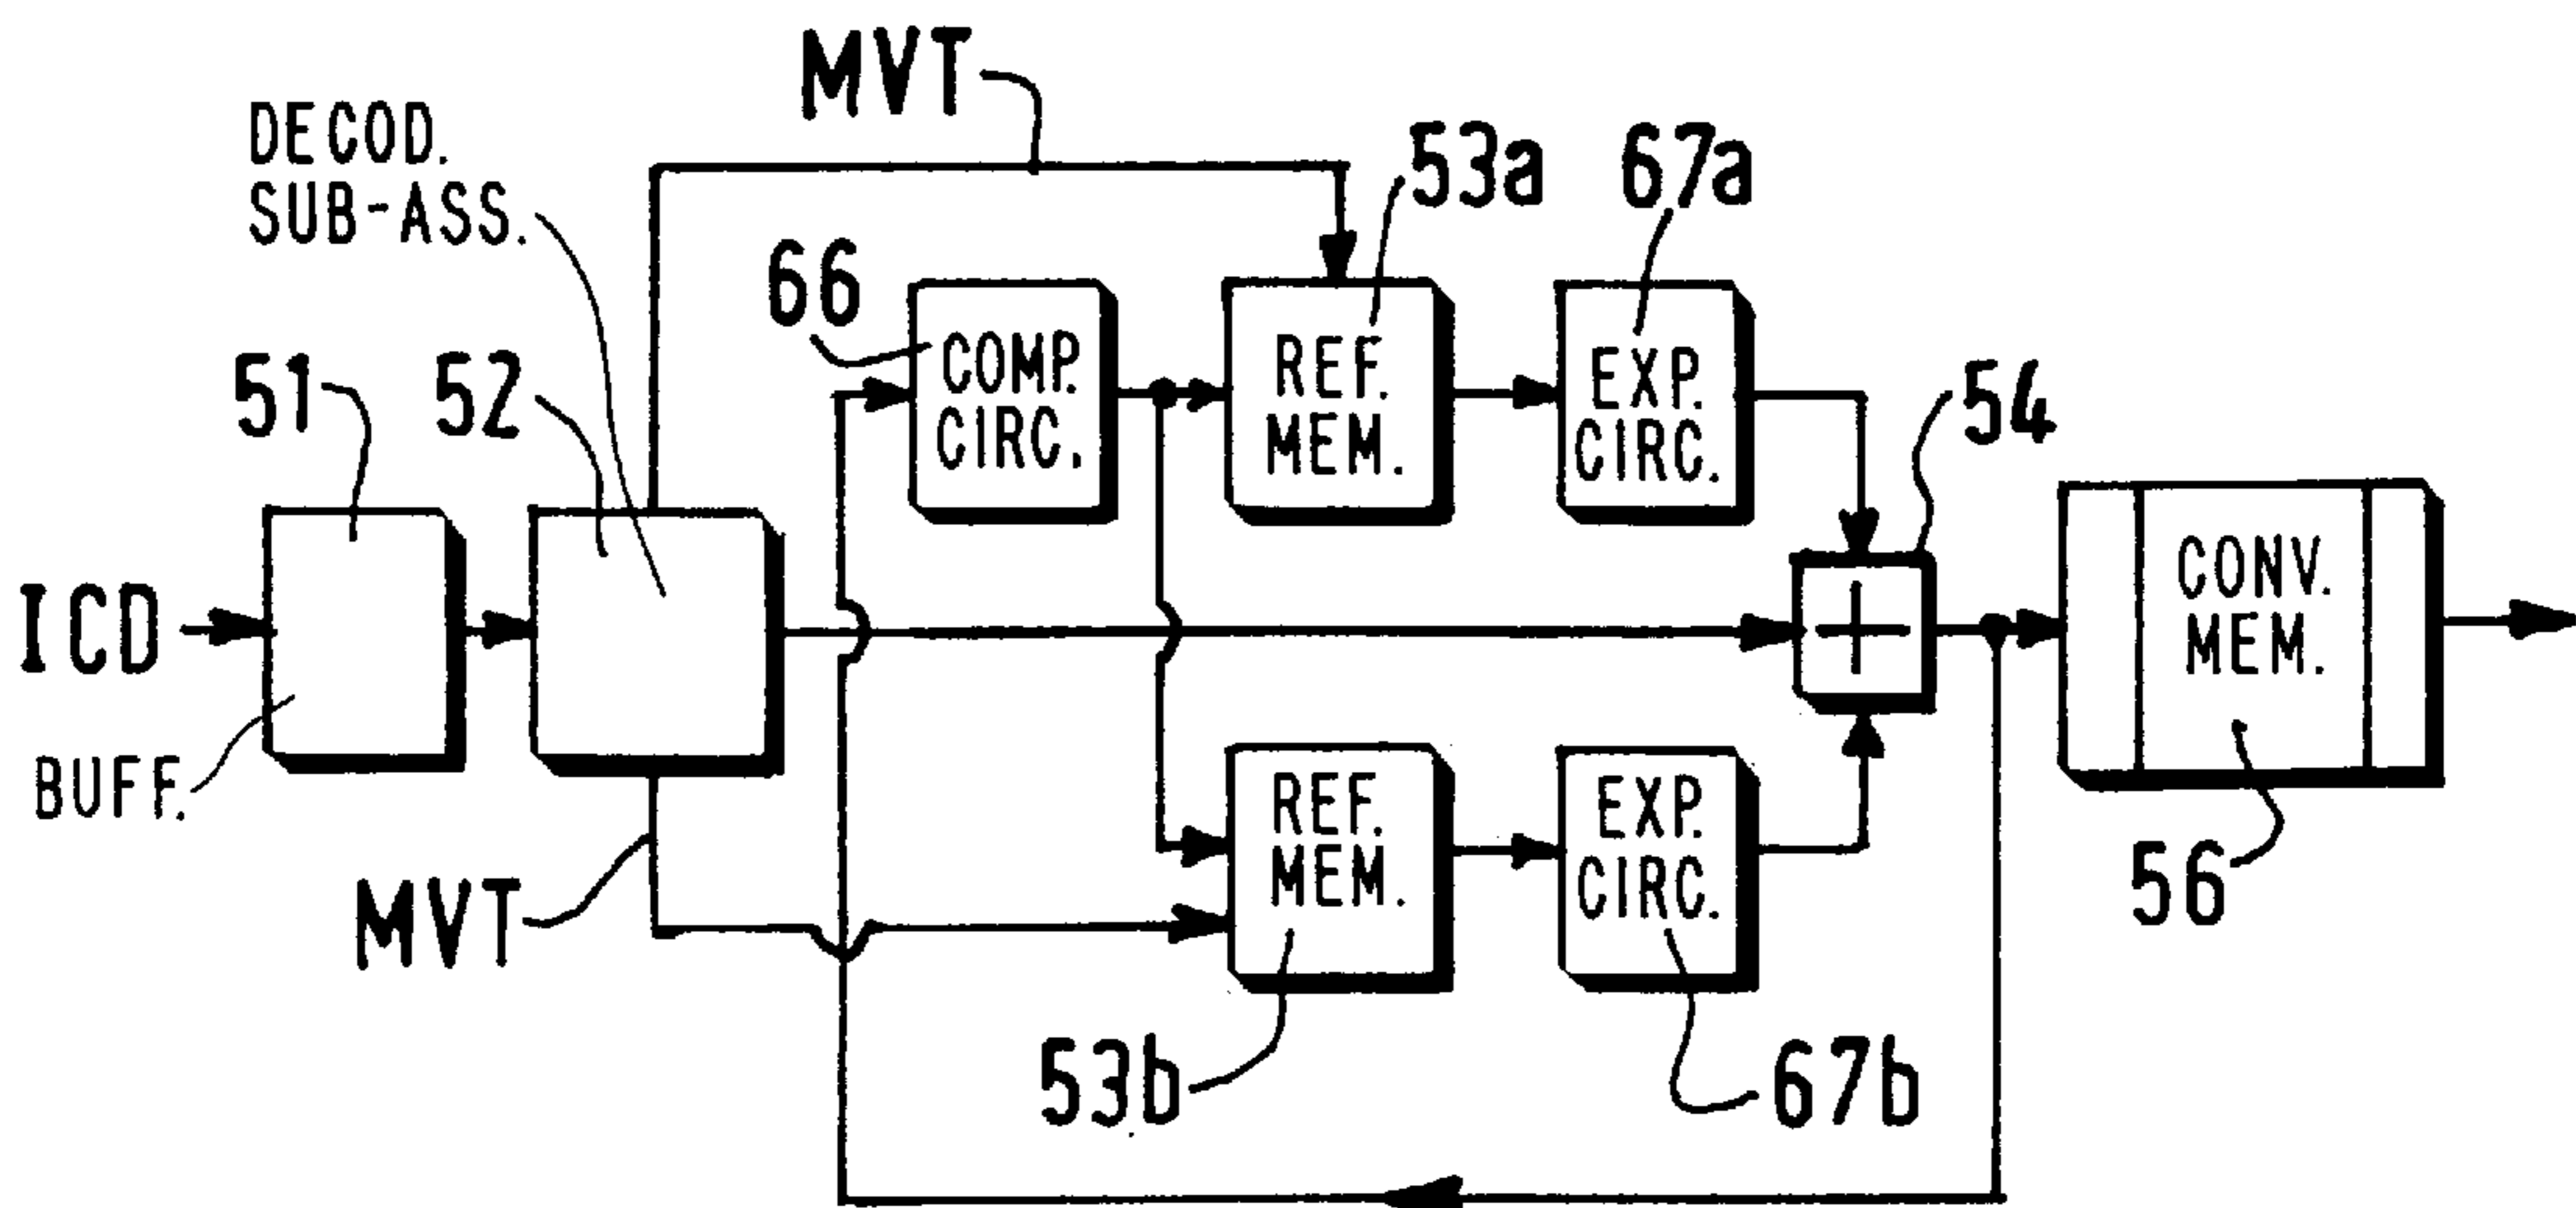 MVT
DECOD.
SUB-ASS.
53a
67a
66
COMP.
CIRC.
REF.
MEM.
EXP.
CIRC.
51
52
54
ICD
BUFF.
CONV.
MEM.
REF.
MEM.
EXP.
CIRC.
MVT
56
53b
67b